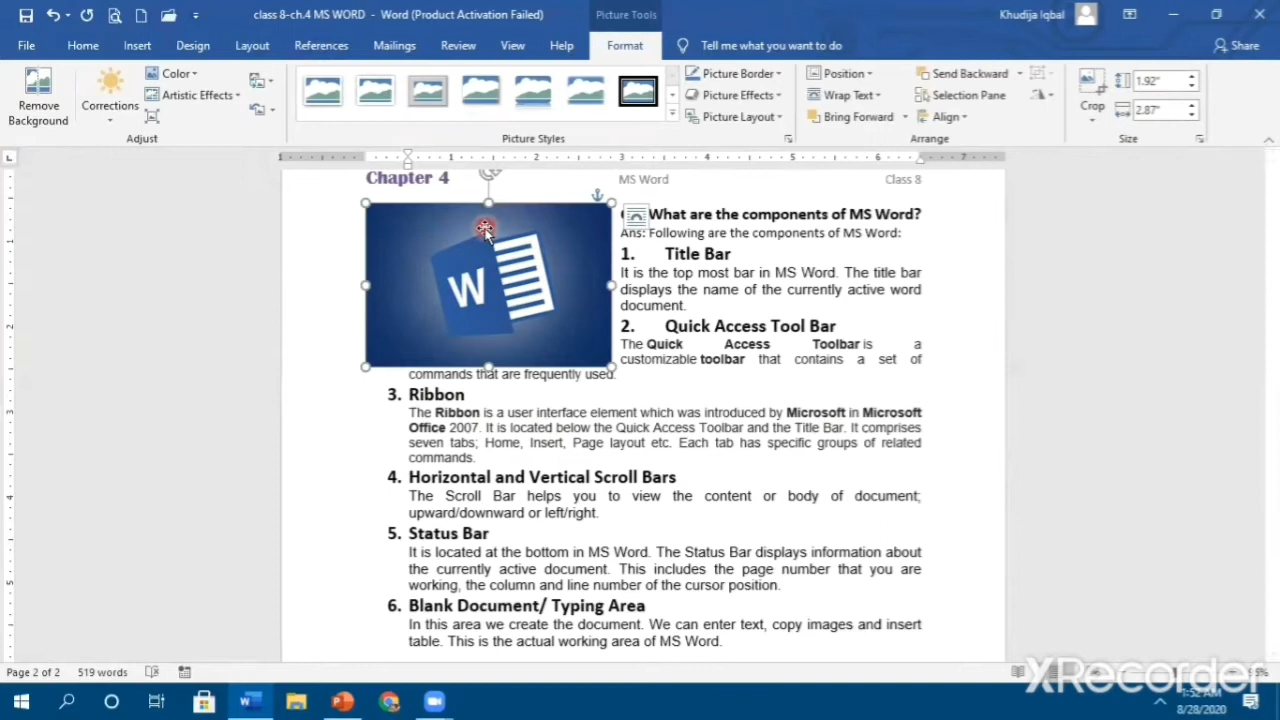 class 8-ch.4 MS WORD - Word (Product Activation Failed)
Picture Tools
Khudija Iqbal
File Home Insert Design Layout References Mailings Review View Help Format Tell me what you want to do Share
Remove Background
Corrections
Color
Artistic Effects
Adjust
Picture Styles
Picture Border
Picture Effects
Picture Layout
Position
Wrap Text
Bring Forward
Send Backward
Selection Pane
Align
Arrange
Crop
1.92"
2.87"
Size
Chapter 4 MS Word Class 8
W
What are the components of MS Word?
Ans: Following are the components of MS Word:
1. Title Bar
It is the top most bar in MS Word. The title bar
displays the name of the currently active word
document.
2. Quick Access Tool Bar
The Quick Access Toolbar is a
customizable toolbar that contains a set of
commands that are frequently used.
3. Ribbon
The Ribbon is a user interface element which was introduced by Microsoft in Microsoft
Office 2007. It is located below the Quick Access Toolbar and the Title Bar. It comprises
seven tabs; Home, Insert, Page layout etc. Each tab has specific groups of related
commands.
4. Horizontal and Vertical Scroll Bars
The Scroll Bar helps you to view the content or body of document;
upward/downward or left/right.
5. Status Bar
It is located at the bottom in MS Word. The Status Bar displays information about
the currently active document. This includes the page number that you are
working, the column and line number of the cursor position.
6. Blank Document/ Typing Area
In this area we create the document. We can enter text, copy images and insert
table. This is the actual working area of MS Word.
Page 2 of 2 519 words
XRecorder
1:52 AM
8/28/2020